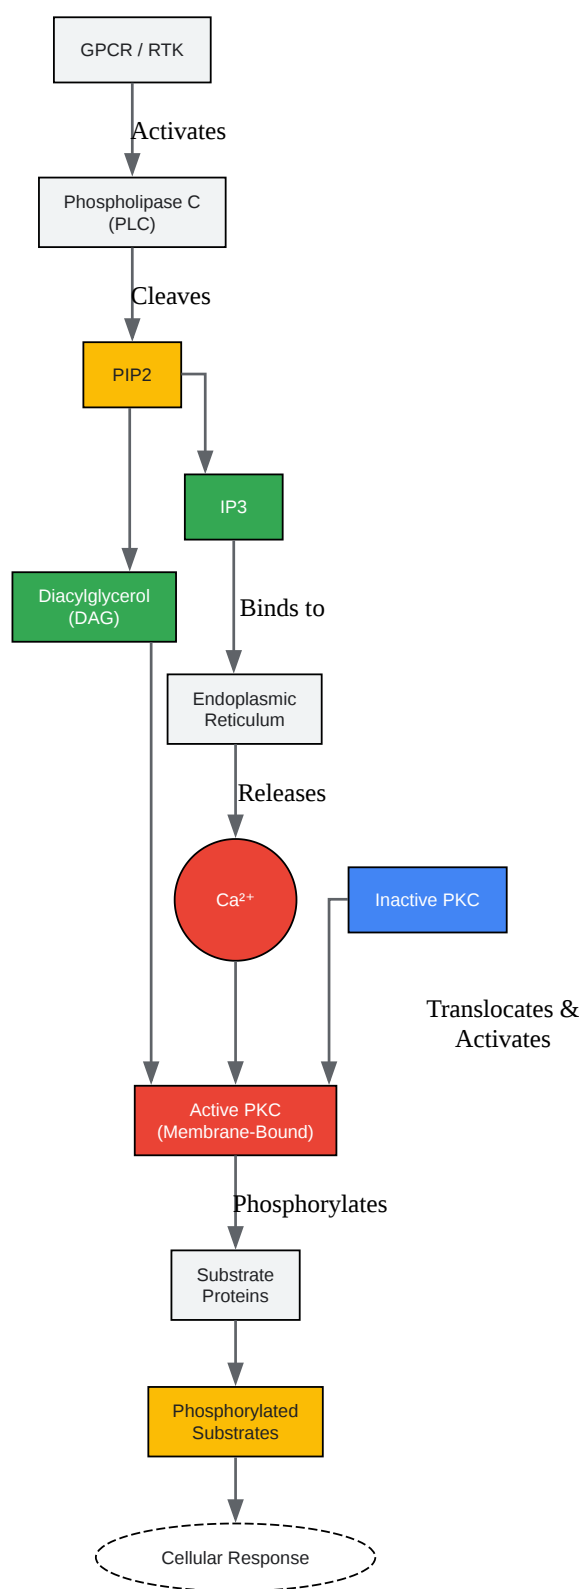 GPCR / RTK
Activates
Phospholipase C
(PLC)
Cleaves
PIP2
IP3
Diacylglycerol
(DAG)
Binds to
Endoplasmic
Reticulum
Releases
Ca²⁺
Inactive PKC
Translocates &
Activates
Active PKC
(Membrane-Bound)
Phosphorylates
Substrate
Proteins
Phosphorylated
Substrates
Cellular Response